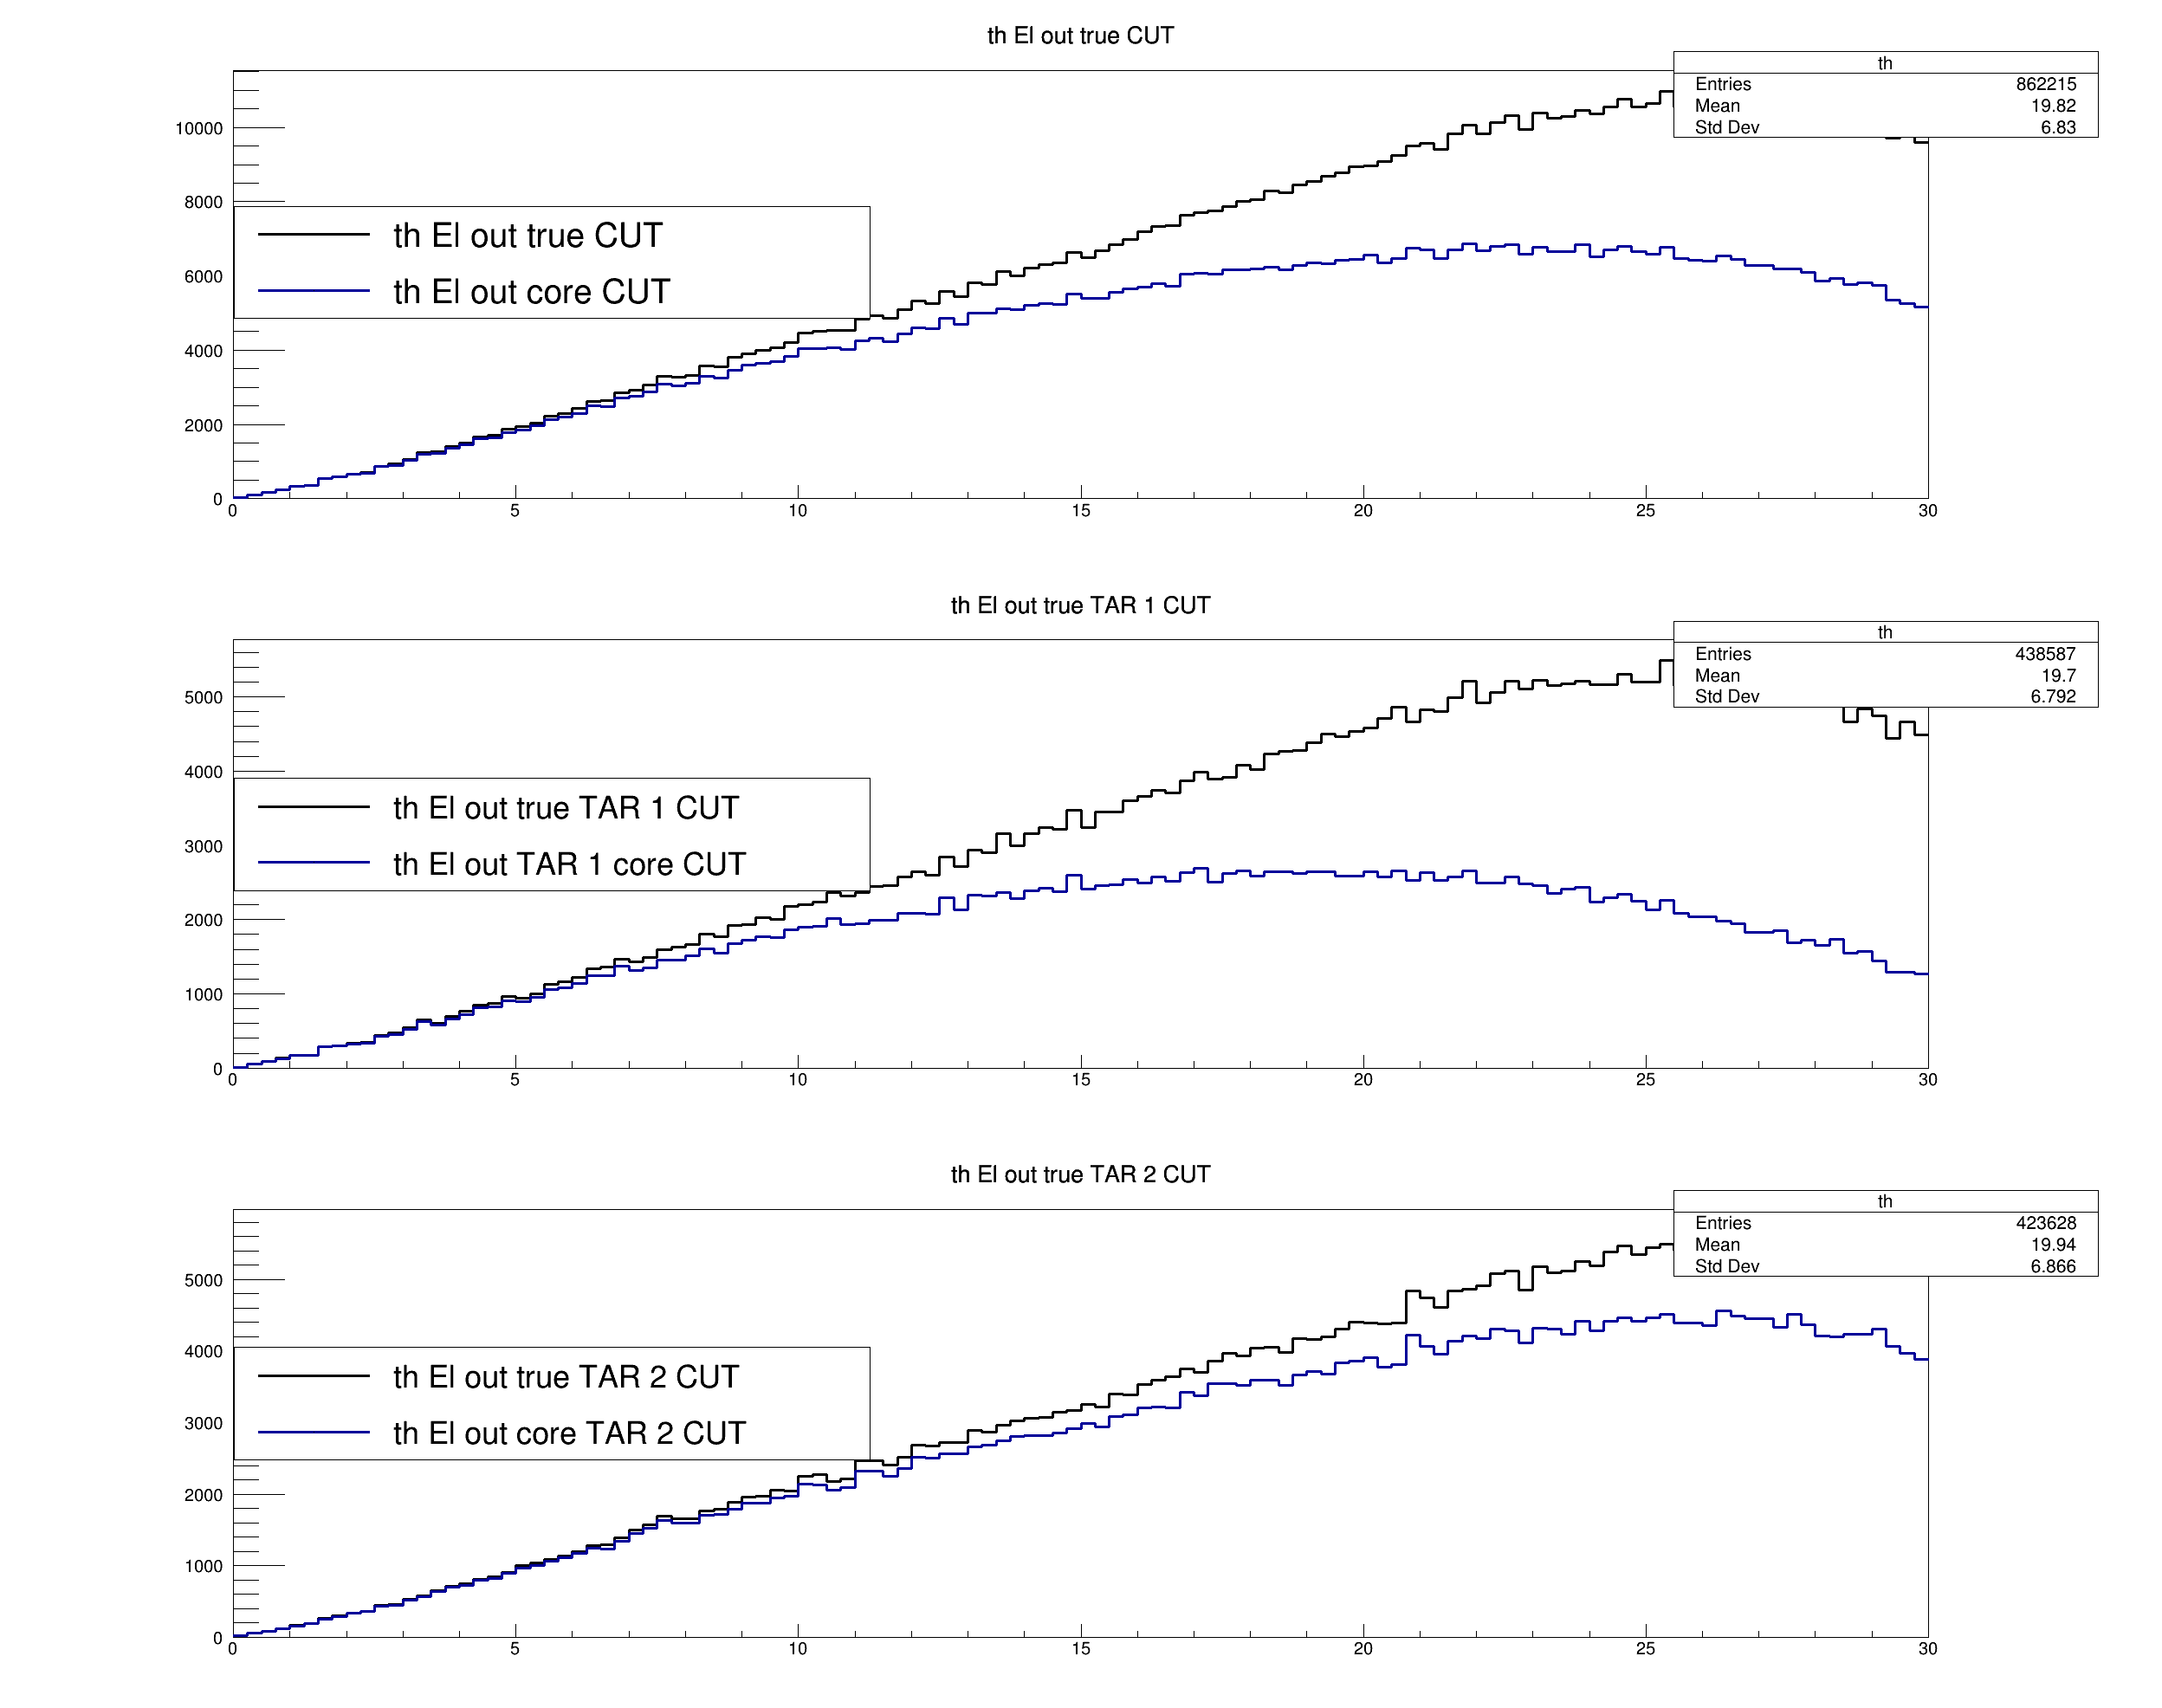 th El out true CUT
th
Entries 862215
Mean 19.82
Std Dev 6.83
10000
8000
6000
4000
2000
0
th El out true CUT
th El out core CUT
0 5 10 15 20 25 30
th El out true TAR 1 CUT
th
Entries 438587
Mean 19.7
Std Dev 6.792
5000
4000
3000
2000
1000
0
th El out true TAR 1 CUT
th El out TAR 1 core CUT
0 5 10 15 20 25 30
th El out true TAR 2 CUT
th
Entries 423628
Mean 19.94
Std Dev 6.866
5000
4000
3000
2000
1000
0
th El out true TAR 2 CUT
th El out core TAR 2 CUT
0 5 10 15 20 25 30